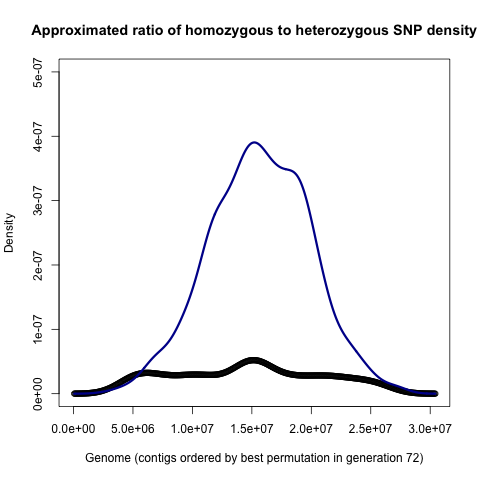 Approximated ratio of homozygous to heterozygous SNP density
5e-07
4e-07
3e-07
2e-07
1e-07
0e+00
Density
0.0e+00 5.0e+06 1.0e+07 1.5e+07 2.0e+07 2.5e+07 3.0e+07
Genome (contigs ordered by best permutation in generation 72)